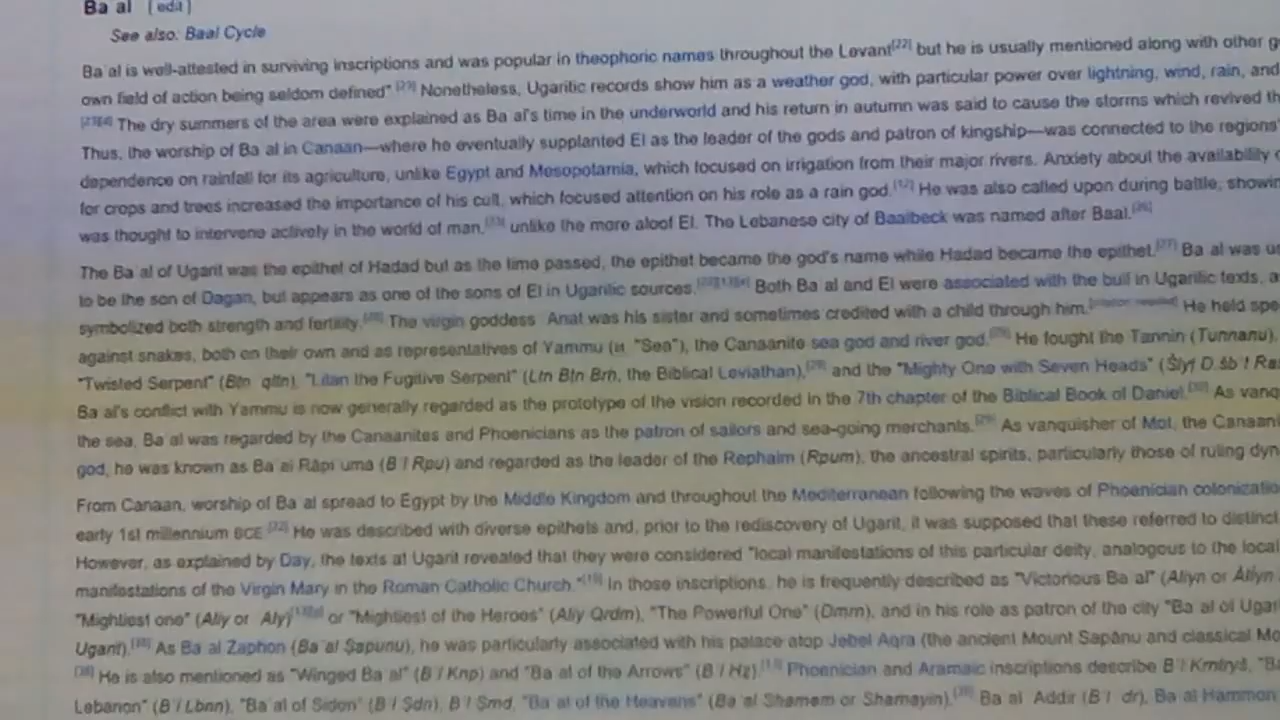 Ba al [edit]
See also: Baal Cycle
Ba al is well-attested in surviving inscriptions and was popular in theophoric names throughout the Levant[22] but he is usually mentioned along with other g
own field of action being seldom defined".[23] Nonetheless, Ugaritic records show him as a weather god, with particular power over lightning, wind, rain, and
The dry summers of the area were explained as Ba al's time in the underworld and his return in autumn was said to cause the storms which revived th
Thus, the worship of Ba al in Canaan—where he eventually supplanted El as the leader of the gods and patron of kingship—was connected to the regions'
dependence on rainfall for its agriculture, unlike Egypt and Mesopotamia, which focused on irrigation from their major rivers. Anxiety about the availability
for crops and trees increased the importance of his cult, which focused attention on his role as a rain god.[12] He was also called upon during battle, showin
was thought to intervene actively in the world of man, unlike the more aloof El. The Lebanese city of Baalbeck was named after Baal.[26]
The Ba al of Ugarit was the epithet of Hadad but as the time passed, the epithet became the god's name while Hadad became the epithet.[27] Ba al was us
to be the son of Dagan, but appears as one of the sons of El in Ugaritic sources. Both Ba al and El were associated with the bull in Ugaritic texts, a
symbolized both strength and fertility. The virgin goddess Anat was his sister and sometimes credited with a child through him. He held spe
against snakes, both on their own and as representatives of Yammu (lit. "Sea"), the Canaanite sea god and river god. He fought the Tannin (Tunnanu),
"Twisted Serpent" (Bṯn ʿqltn), "Litan the Fugitive Serpent" (Ltn Bṯn Brḥ, the Biblical Leviathan),[29] and the "Mighty One with Seven Heads"
Ba al's conflict with Yammu is now generally regarded as the prototype of the vision recorded in the 7th chapter of the Biblical Book of Daniel.[30] As vanq
the sea, Ba al was regarded by the Canaanites and Phoenicians as the patron of sailors and sea-going merchants.[29] As vanquisher of Mot, the Canaani
god, he was known as Ba al Rāpi uma (B l Rpu) and regarded as the leader of the Rephaim (Rpum), the ancestral spirits, particularly those of ruling dyn
From Canaan, worship of Ba al spread to Egypt by the Middle Kingdom and throughout the Mediterranean following the waves of Phoenician colonizatio
early 1st millennium BCE.[32] He was described with diverse epithets and, prior to the rediscovery of Ugarit, it was supposed that these referred to distinct
However, as explained by Day, the texts at Ugarit revealed that they were considered "local manifestations of this particular deity, analogous to the local
manifestations of the Virgin Mary in the Roman Catholic Church." In those inscriptions, he is frequently described as "Victorious Ba al" (Aliyn or
"Mightiest one" (Aliy or Aly) or "Mightiest of the Heroes" (Aliy Qrdm), "The Powerful One" (Dmrn), and in his role as patron of the city "Ba al of Ugar
Ugarit). As Ba al Zaphon (Ba al Ṣapunu), he was particularly associated with his palace atop Jebel Aqra (the ancient Mount Sapānu and classical Mo
He is also mentioned as "Winged Ba al" (B l Knp) and "Ba al of the Arrows" (B l Ḥẓ). Phoenician and Aramaic inscriptions describe B l Krntryš, "Ba
Lebanon" (B l Lbnn), "Ba al of Sidon" (B l Ṣdn), B l Ṣmd, "Ba al of the Heavens" (Ba al Shamem or Shamayin), Ba al Addir (B l dr), Ba al Hammon